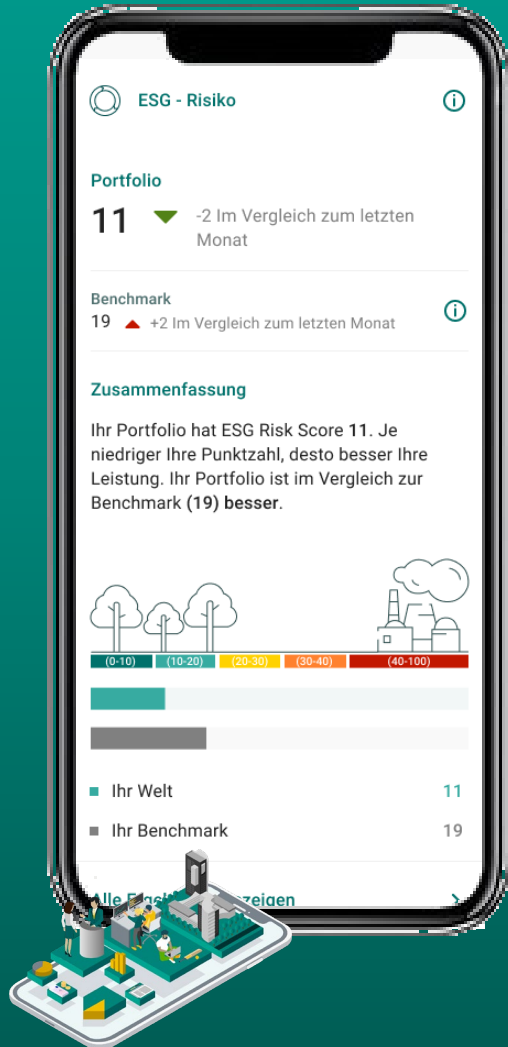 ESG - Risiko
Portfolio
11 -2 Im Vergleich zum letzten
Monat
Benchmark
19 +2 Im Vergleich zum letzten Monat
Zusammenfassung
Ihr Portfolio hat ESG Risk Score 11. Je
niedriger Ihre Punktzahl, desto besser Ihre
Leistung. Ihr Portfolio ist im Vergleich zur
Benchmark (19) besser.
(0-10) (10-20) (20-30) (30-40) (40-100)
Ihr Welt 11
Ihr Benchmark 19
Alle